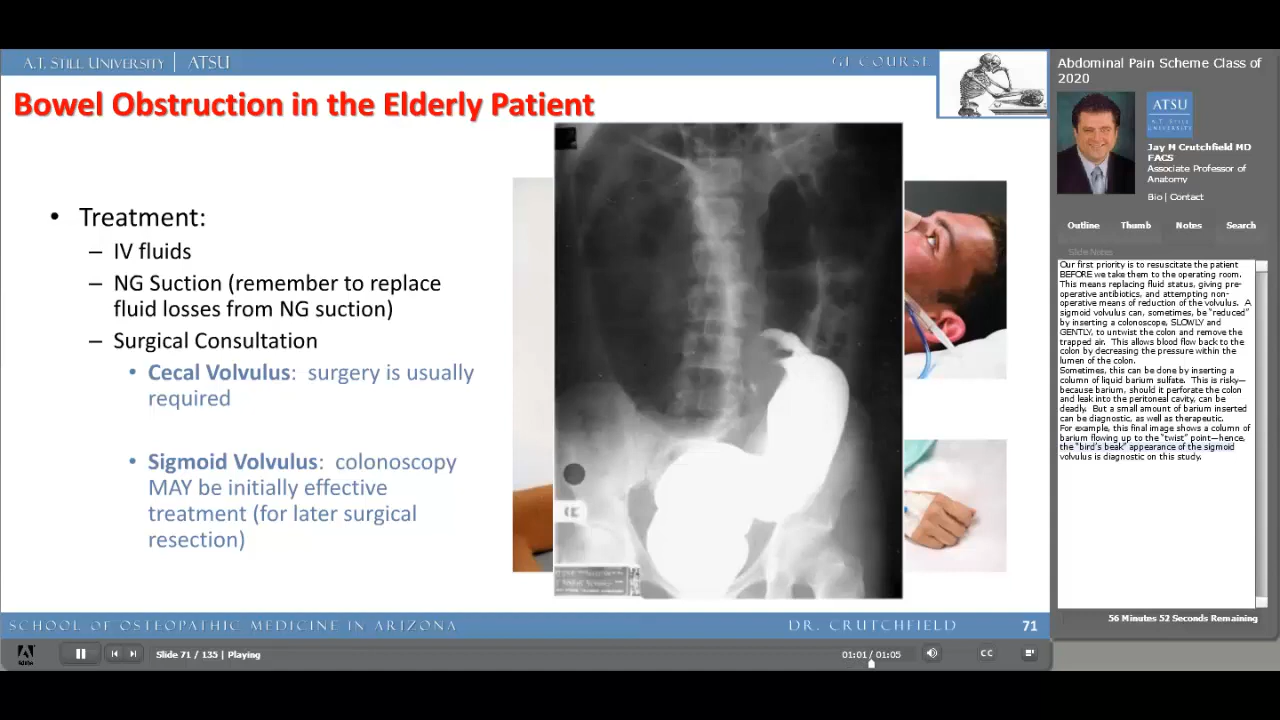 A.T. STILL UNIVERSITY | ATSU
GI COURSE
Bowel Obstruction in the Elderly Patient
• Treatment:
– IV fluids
– NG Suction (remember to replace
fluid losses from NG suction)
– Surgical Consultation
• Cecal Volvulus: surgery is usually
required
• Sigmoid Volvulus: colonoscopy
MAY be initially effective
treatment (for later surgical
resection)
SCHOOL OF OSTEOPATHIC MEDICINE IN ARIZONA
DR. CRUTCHFIELD
71
Abdominal Pain Scheme Class of
2020
ATSU
A.T. STILL
UNIVERSITY
Jay M Crutchfield MD
FACS
Associate Professor of
Anatomy
Bio | Contact
Outline
Thumb
Notes
Search
Slide Notes
Our first priority is to resuscitate the patient
BEFORE we take them to the operating room.
This means replacing fluid status, giving pre-
operative antibiotics, and attempting non-
operative means of reduction of the volvulus. A
sigmoid volvulus can, sometimes, be "reduced"
by inserting a colonoscope, SLOWLY and
GENTLY, to untwist the colon and remove the
trapped air. This allows blood flow back to the
colon by decreasing the pressure within the
lumen of the colon.
Sometimes, this can be done by inserting a
column of liquid barium sulfate. This is risky—
because barium, should it perforate the colon
and leak into the peritoneal cavity, can be
deadly. But a small amount of barium inserted
can be diagnostic, as well as therapeutic.
For example, this final image shows a column of
barium flowing up to the "twist" point—hence,
the "bird's beak" appearance of the sigmoid
volvulus is diagnostic on this study.
56 Minutes 52 Seconds Remaining
Slide 71 / 135 | Playing
01:01 / 01:05
CC